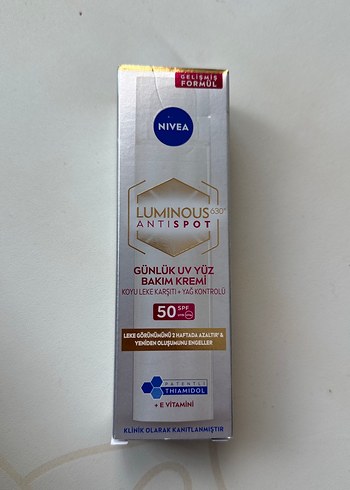 GELİŞMİŞ
FORMÜL
NIVEA
LUMINOUS 630®
ANTISPOT
GÜNLÜK UV YÜZ
BAKIM KREMİ
KOYU LEKE KARŞITI + YAĞ KONTROLÜ
50 SPF
LEKE GÖRÜNÜMÜNÜ 2 HAFTADA AZALTIR* &
YENİDEN OLUŞUMUNU ENGELLER
PATENTLİ
THIAMIDOL
+ E VİTAMİNİ
KLİNİK OLARAK KANITLANMIŞTIR